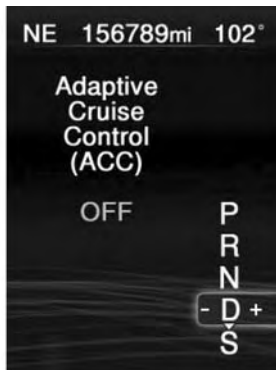 NE 156789mi 102°
Adaptive
Cruise
Control
(ACC)
OFF
P
R
N
- D +
S